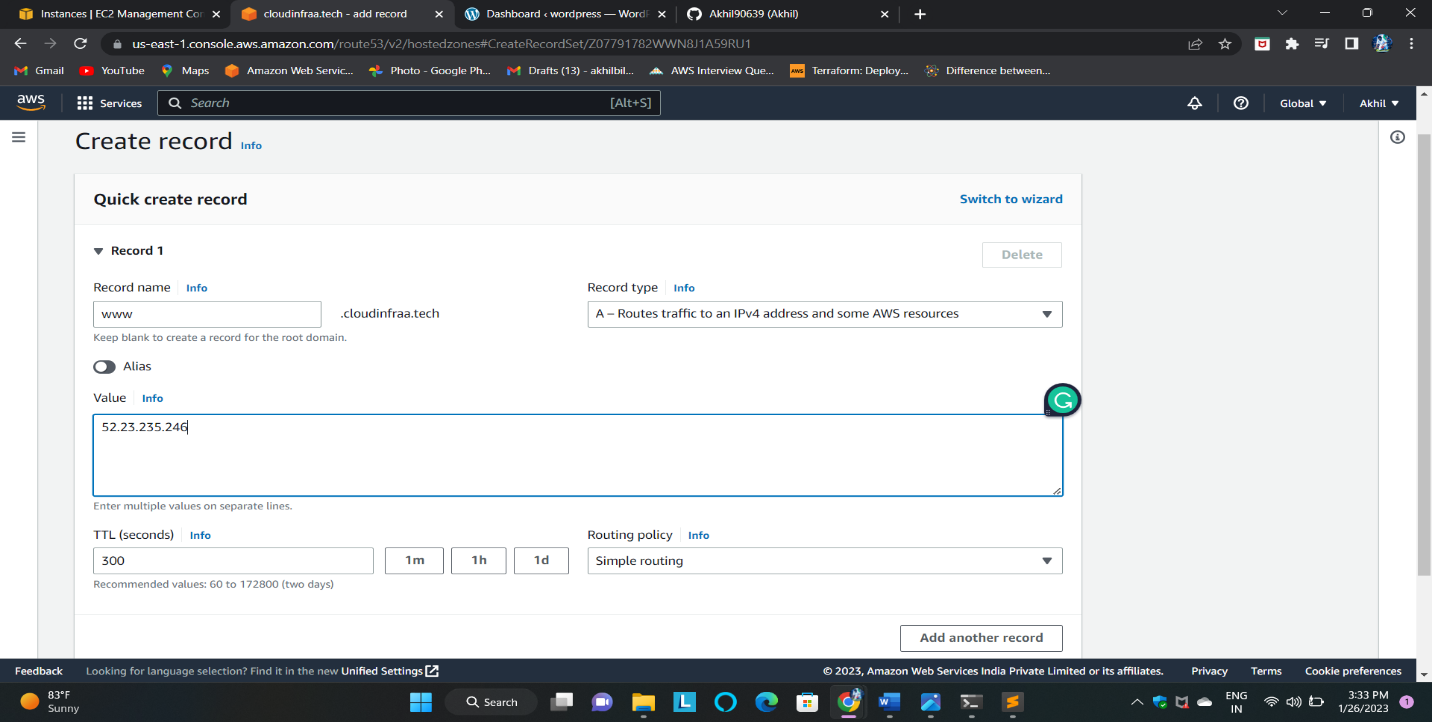 Instances | EC2 Management Cor
cloudinfraa.tech - add record
Dashboard ‹ wordpress — WordP
Akhil90639 (Akhil)
us-east-1.console.aws.amazon.com/route53/v2/hostedzones#CreateRecordSet/Z07791782WWN8J1A59RU1
Gmail
YouTube
Maps
Amazon Web Servic...
Photo - Google Ph...
Drafts (13) - akhilbil...
AWS Interview Que...
Terraform: Deploy...
Difference between...
aws
Services
Search
[Alt+S]
Global
Akhil
Create record Info
Quick create record
Switch to wizard
Record 1
Delete
Record name Info
Record type Info
www
.cloudinfraa.tech
A – Routes traffic to an IPv4 address and some AWS resources
Keep blank to create a record for the root domain.
Alias
Value Info
52.23.235.246
Enter multiple values on separate lines.
TTL (seconds) Info
Routing policy Info
300
1m
1h
1d
Simple routing
Recommended values: 60 to 172800 (two days)
Add another record
Feedback
Looking for language selection? Find it in the new Unified Settings
© 2023, Amazon Web Services India Private Limited or its affiliates.
Privacy
Terms
Cookie preferences
83°F
Sunny
Search
ENG
IN
3:33 PM
1/26/2023
1